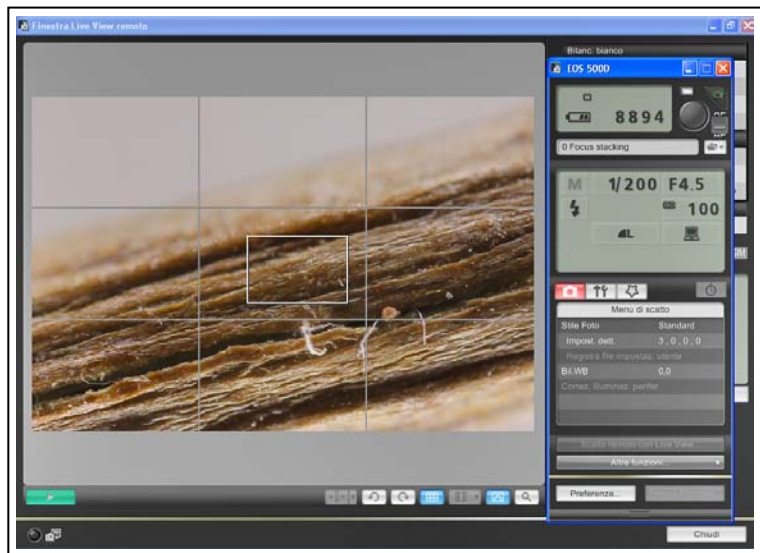 Finestra Live View remoto
Bilanc. bianco
EOS 500D
8894
0 Focus stacking
M 1/200 F4.5
ISO 100
L
Menu di scatto
Stile Foto Standard
Impost. dett. 3 , 0 , 0 , 0
Registra file impostaz. utente
Bil.WB 0,0
Correz. illuminaz. perifer.
Scatto remoto con Live View...
Altre funzioni...
Preferenze...
Chiudi